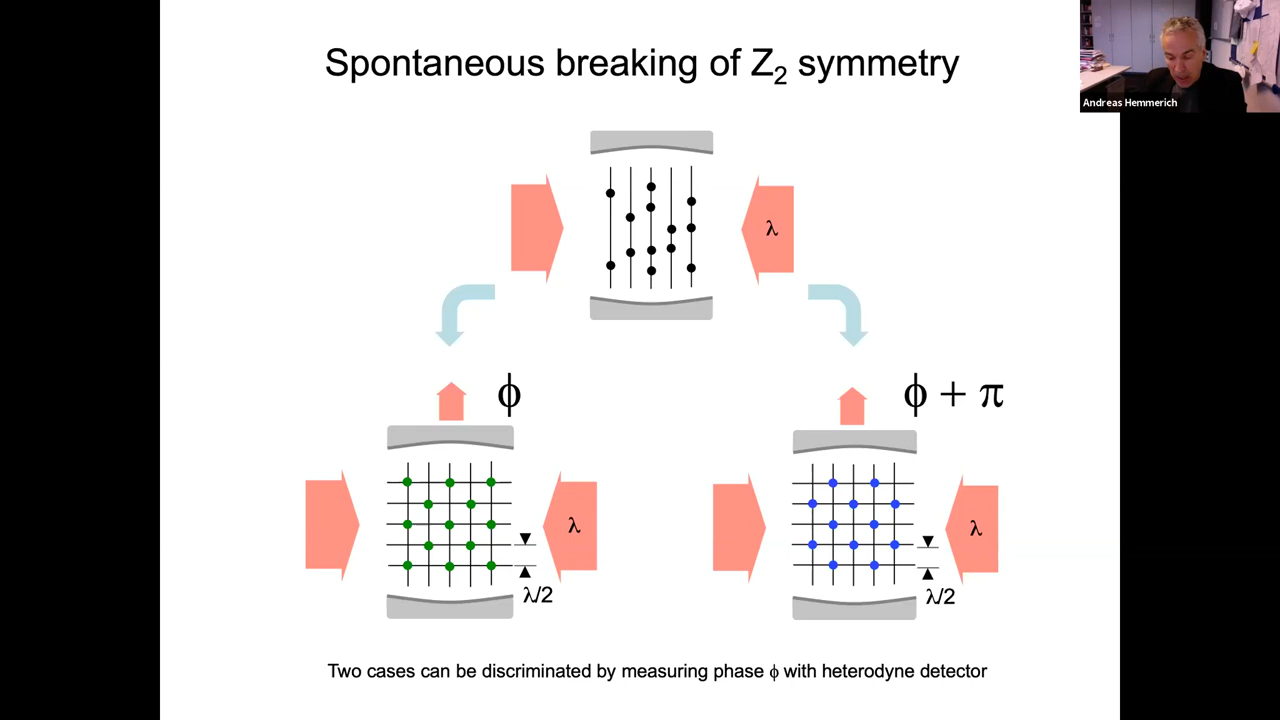 Spontaneous breaking of Z₂ symmetry
Andreas Hemmerich
λ
ϕ
ϕ + π
λ
λ
λ/2
λ/2
Two cases can be discriminated by measuring phase ϕ with heterodyne detector